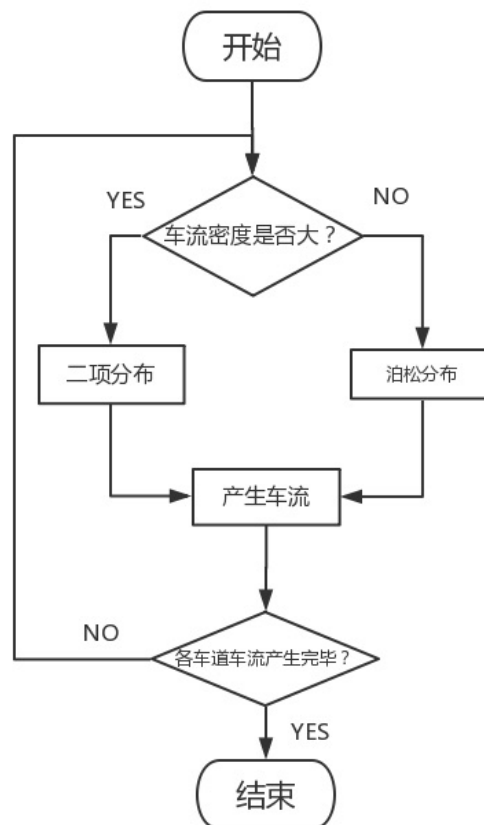 开始
YES
NO
车流密度是否大？
二项分布
泊松分布
产生车流
NO
各车道车流产生完毕？
YES
结束